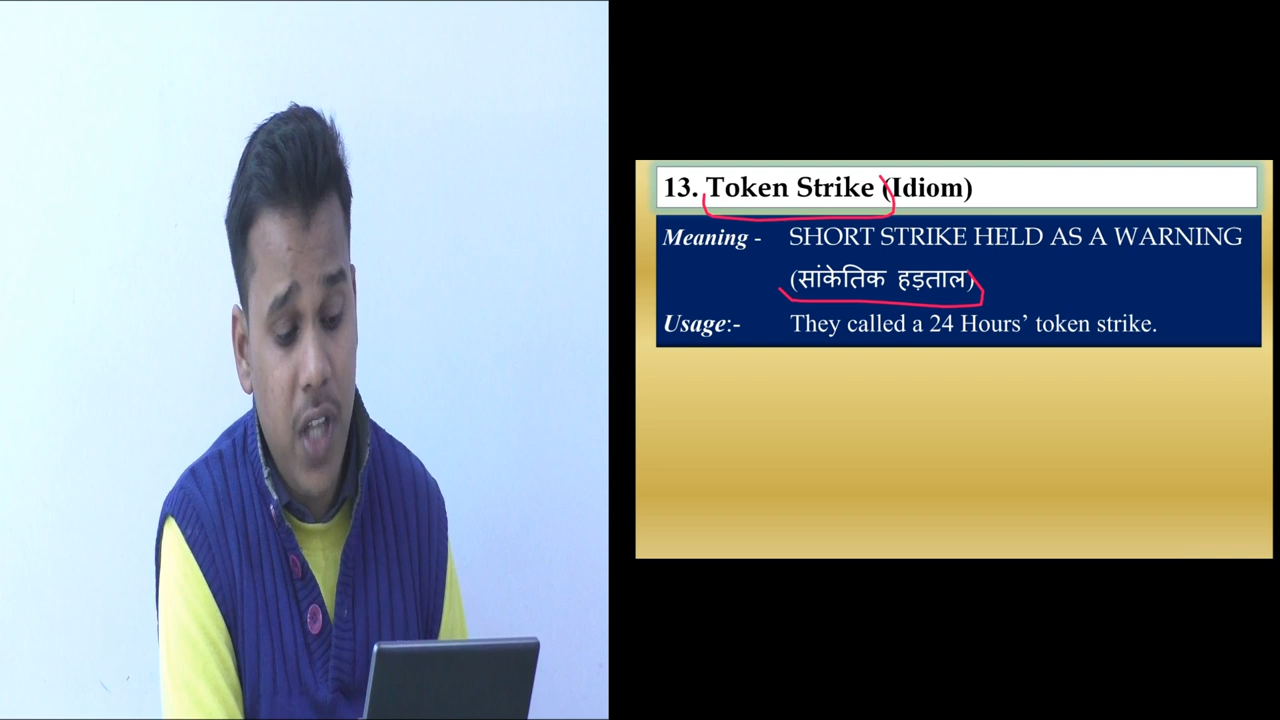 13. Token Strike (Idiom)
Meaning - SHORT STRIKE HELD AS A WARNING
(सांकेतिक हड़ताल)
Usage:- They called a 24 Hours’ token strike.